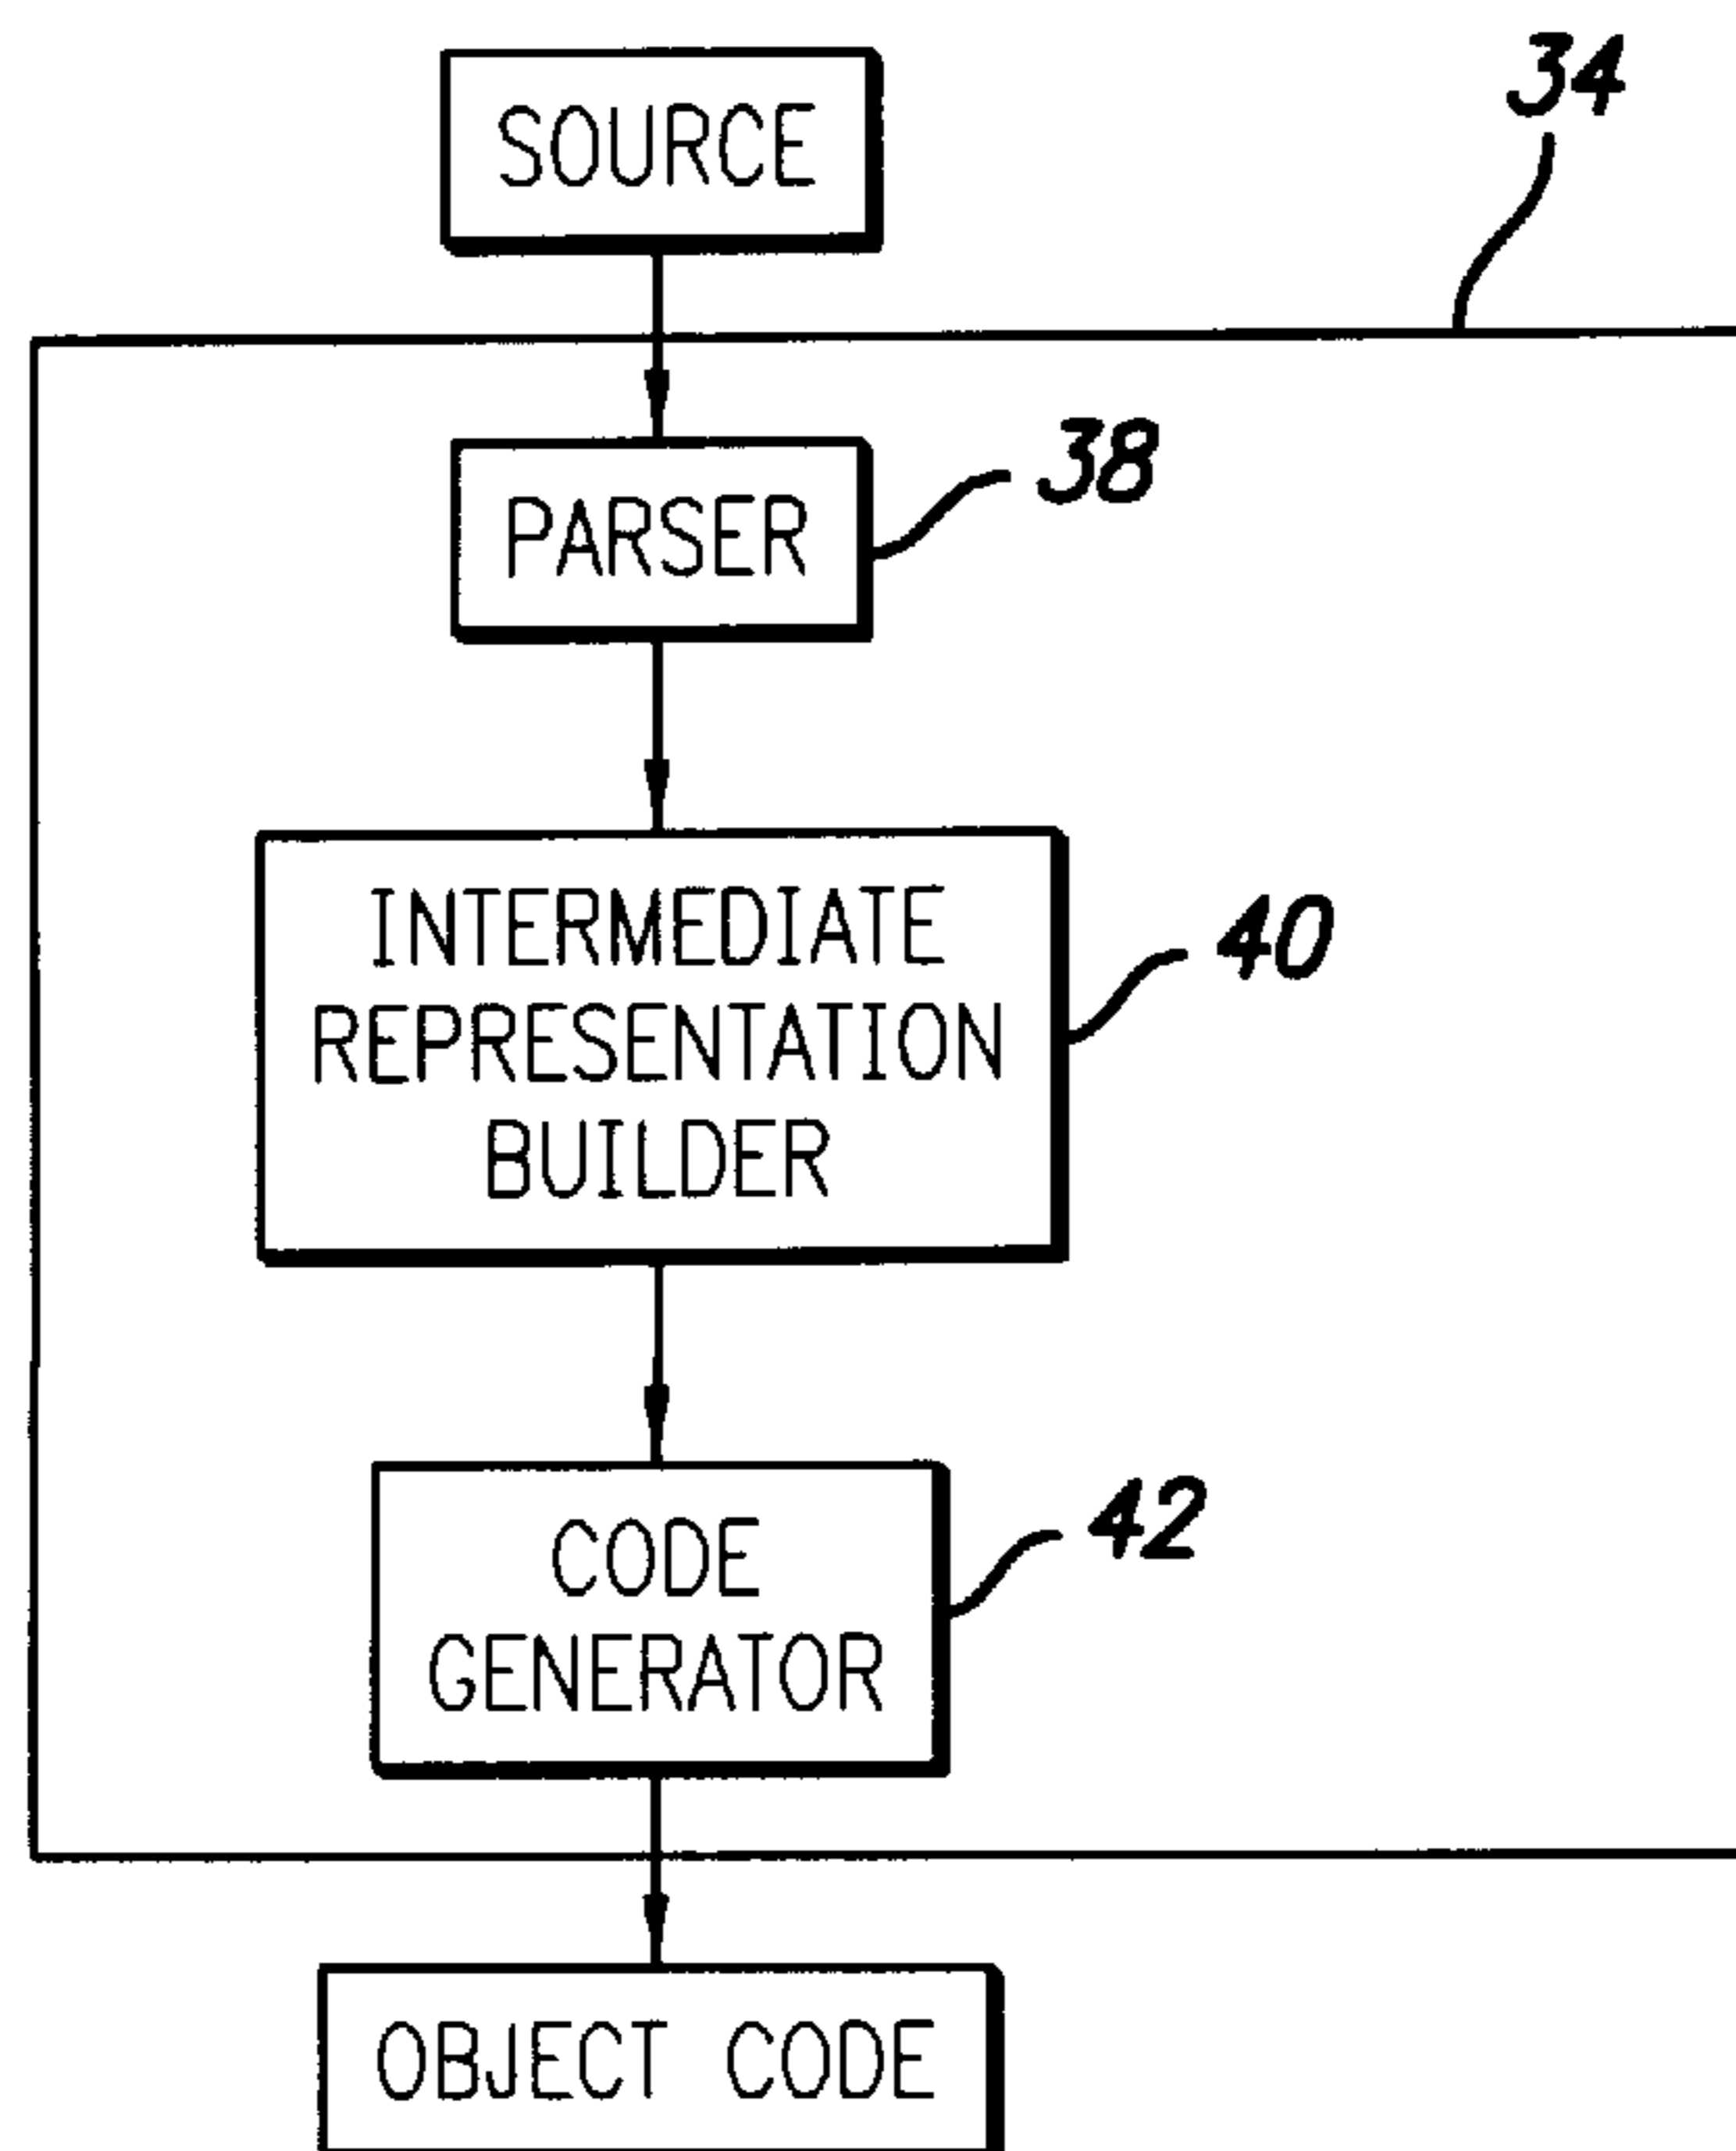 SOURCE
34
PARSER
38
INTERMEDIATE
REPRESENTATION
BUILDER
40
CODE
GENERATOR
42
OBJECT CODE